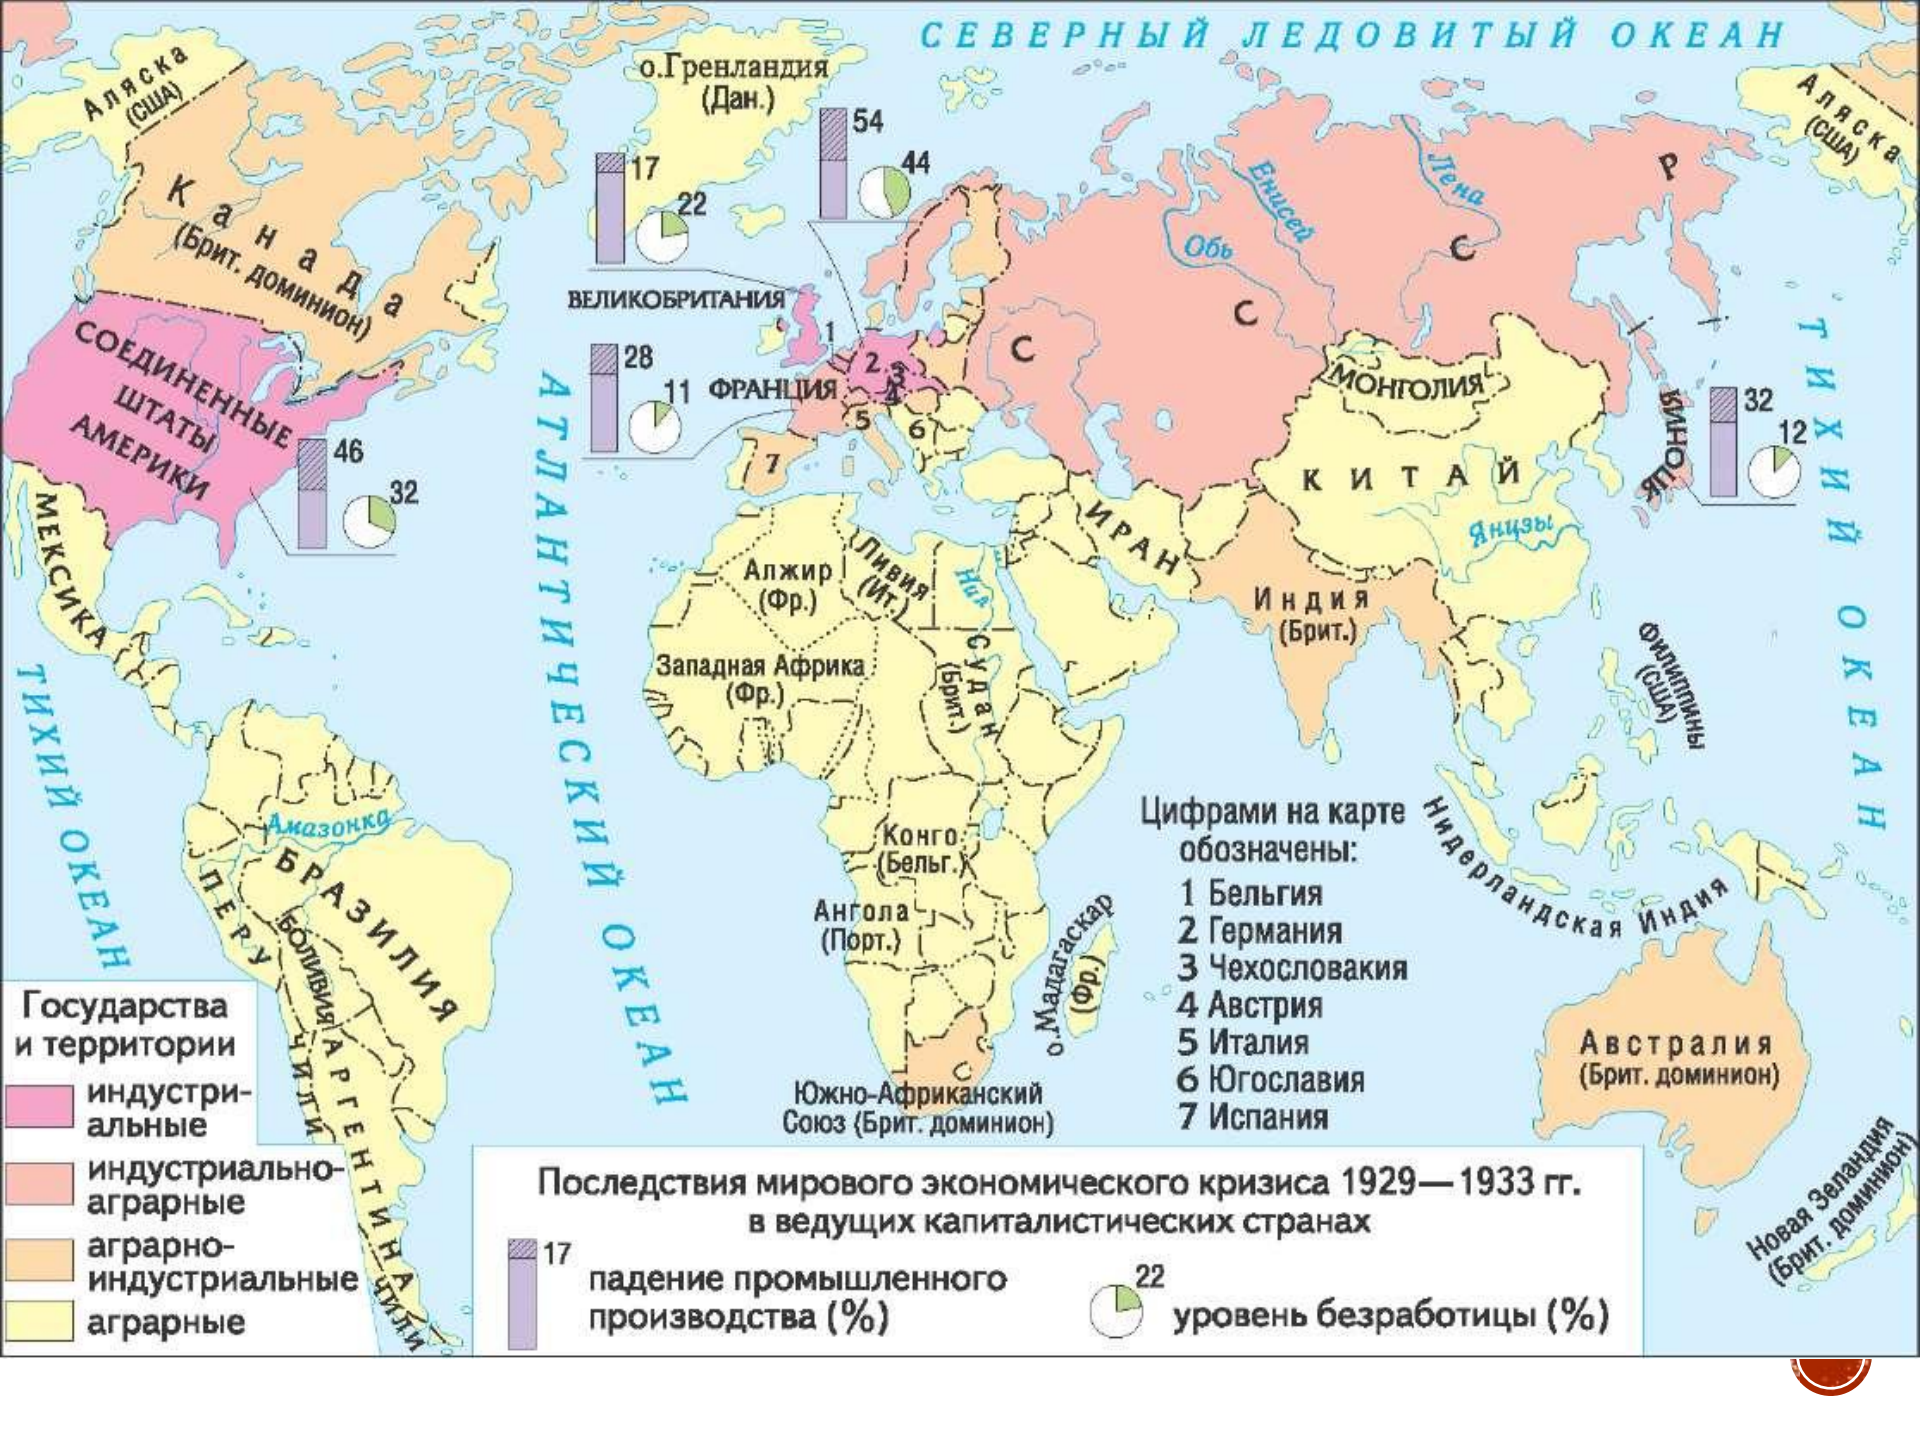 СЕВЕРНЫЙ ЛЕДОВИТЫЙ ОКЕАН
Аляска
(США)
о.Гренландия
(Дан.)
Аляска
(США)
Канада
(Брит. доминион)
17
22
54
44
ВЕЛИКОБРИТАНИЯ
28
11
ФРАНЦИЯ
СОЕДИНЕННЫЕ
ШТАТЫ
АМЕРИКИ
46
32
МЕКСИКА
1
2
3
4
5
6
7
СССР
Обь
Енисей
Лена
МОНГОЛИЯ
КИТАЙ
Янцзы
ЯПОНИЯ
32
12
ИРАН
Индия
(Брит.)
Филиппины
(США)
Нидерландская Индия
Алжир
(Фр.)
Ливия
(Ит.)
Нил
Западная Африка
(Фр.)
Судан
(Брит.)
Конго
(Бельг.)
Ангола
(Порт.)
о.Мадагаскар
(Фр.)
Южно-Африканский
Союз (Брит. доминион)
АТЛАНТИЧЕСКИЙ ОКЕАН
ТИХИЙ ОКЕАН
ТИХИЙ ОКЕАН
Амазонка
БРАЗИЛИЯ
ПЕРУ
БОЛИВИЯ
ЧИЛИ
АРГЕНТИНА
ЧИЛИ
Австралия
(Брит. доминион)
Новая Зеландия
(Брит. доминион)
Цифрами на карте
обозначены:
1 Бельгия
2 Германия
3 Чехословакия
4 Австрия
5 Италия
6 Югославия
7 Испания
Государства
и территории
индустри-
альные
индустриально-
аграрные
аграрно-
индустриальные
аграрные
Последствия мирового экономического кризиса 1929—1933 гг.
в ведущих капиталистических странах
17
падение промышленного
производства (%)
22
уровень безработицы (%)